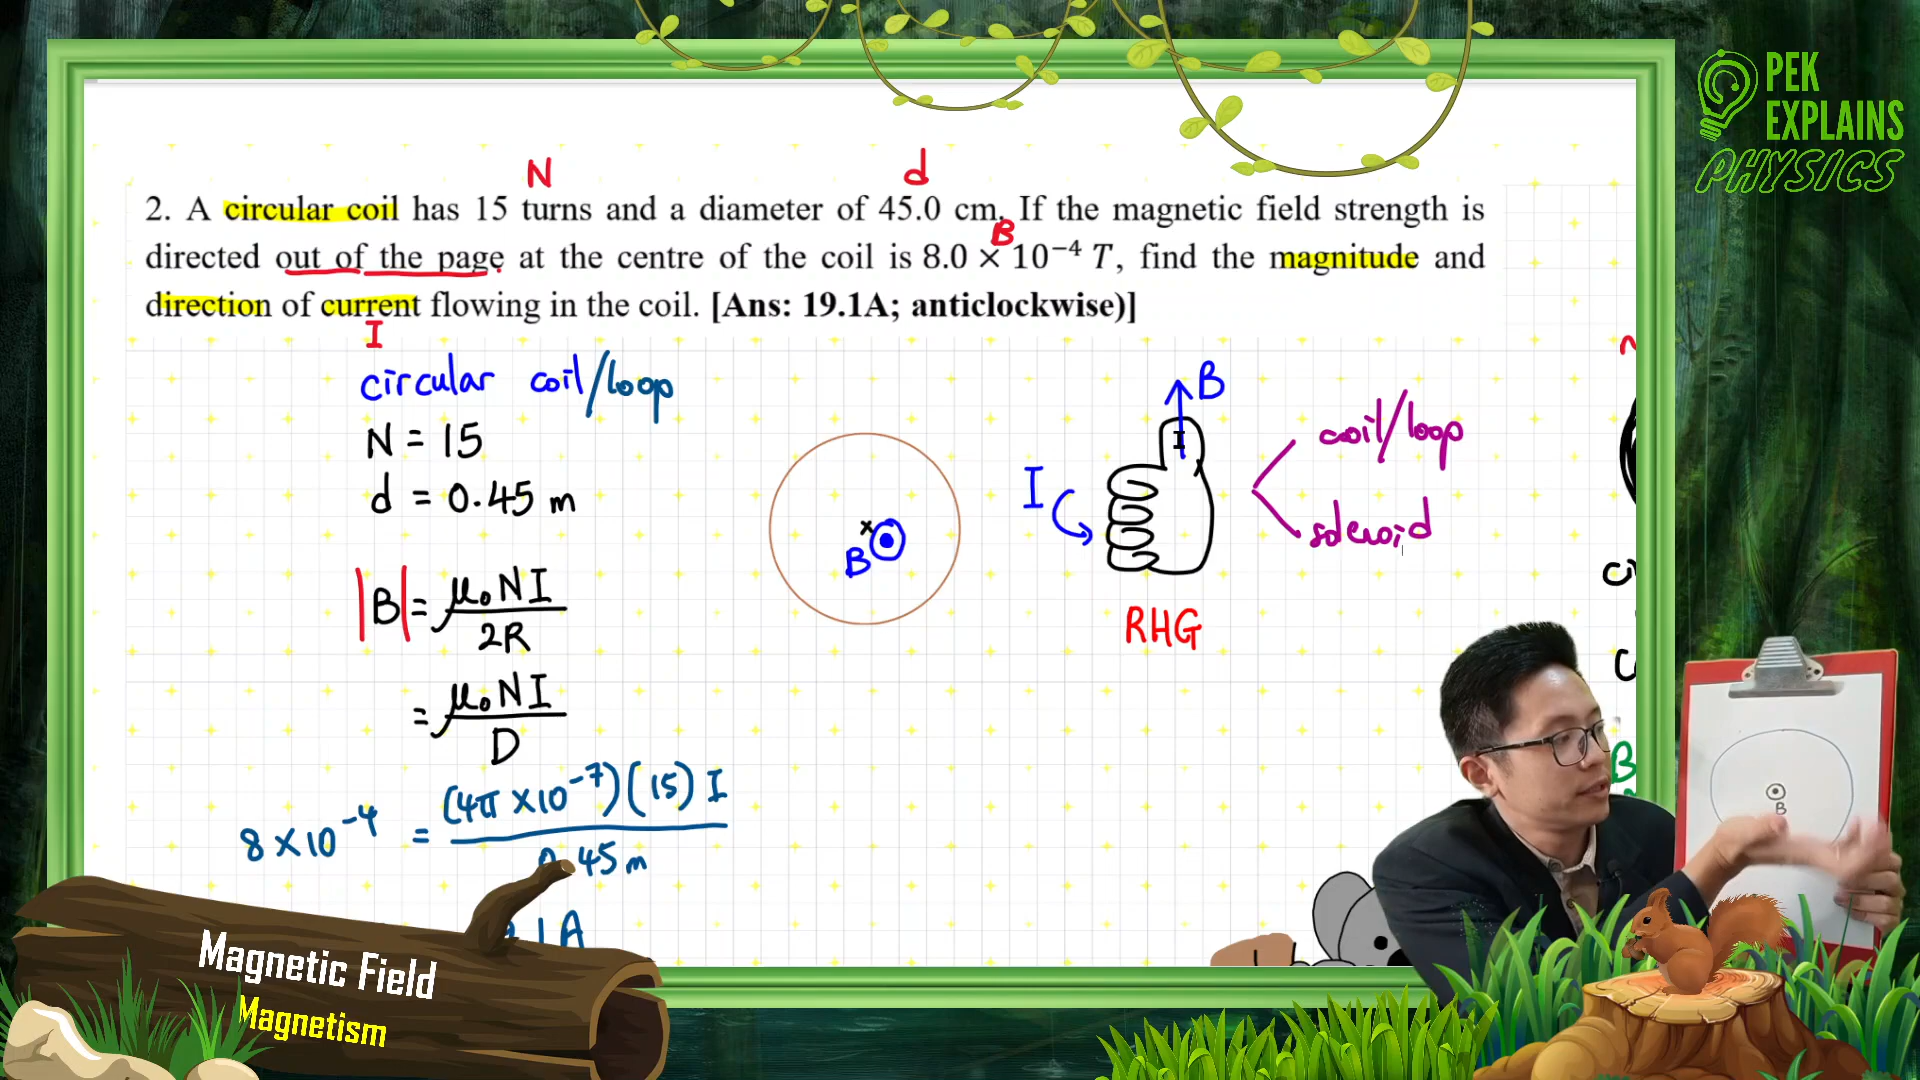 PEK
EXPLAINS
PHYSICS
N
d
2. A circular coil has 15 turns and a diameter of 45.0 cm. If the magnetic field strength is
B
directed out of the page at the centre of the coil is 8.0 × 10⁻⁴ T, find the magnitude and
direction of current flowing in the coil. [Ans: 19.1A; anticlockwise)]
I
circular coil/loop
N = 15
d = 0.45 m
|B| = μ₀NI / 2R
= μ₀NI / D
8 × 10⁻⁴ = (4π × 10⁻⁷)(15) I / 0.45 m
1 A
x
B
B
I
I
RHG
coil/loop
solenoid
B
B
Magnetic Field
Magnetism